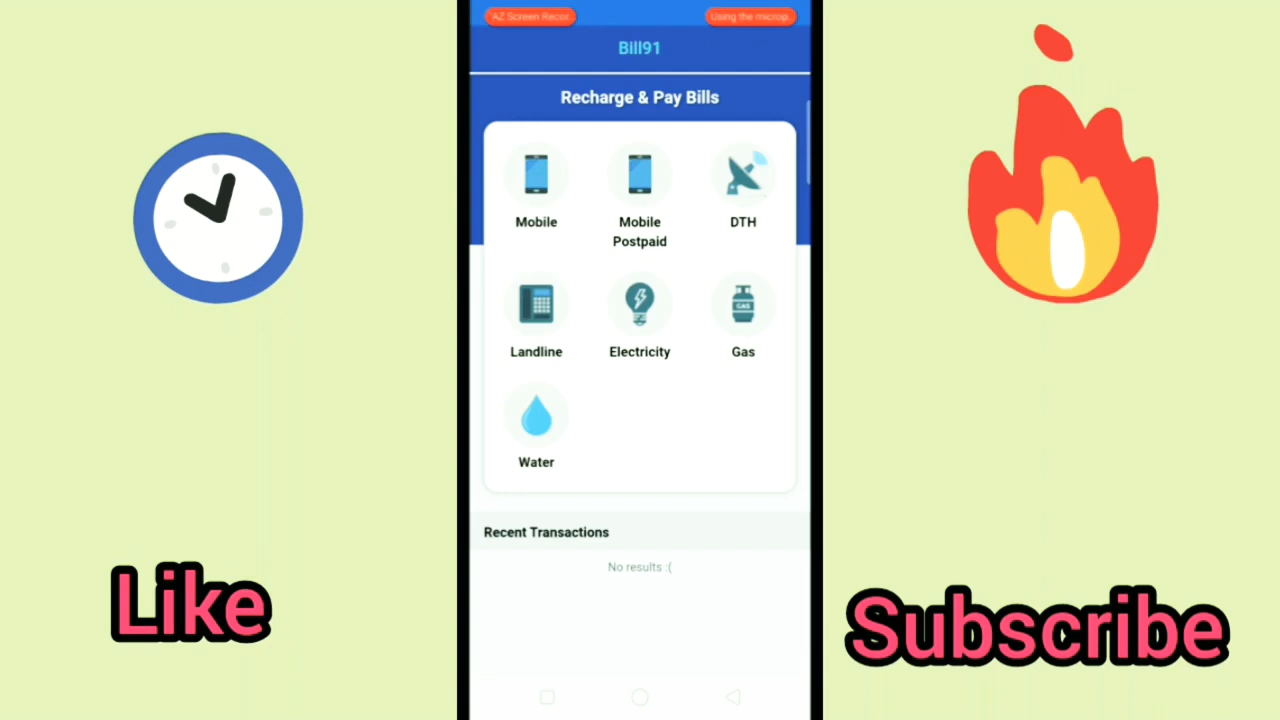 AZ Screen Recor..
Using the microp..
Bill91
Recharge & Pay Bills
Mobile
Mobile
Postpaid
DTH
Landline
Electricity
GAS
Gas
Water
Recent Transactions
No results :(
Like
Subscribe